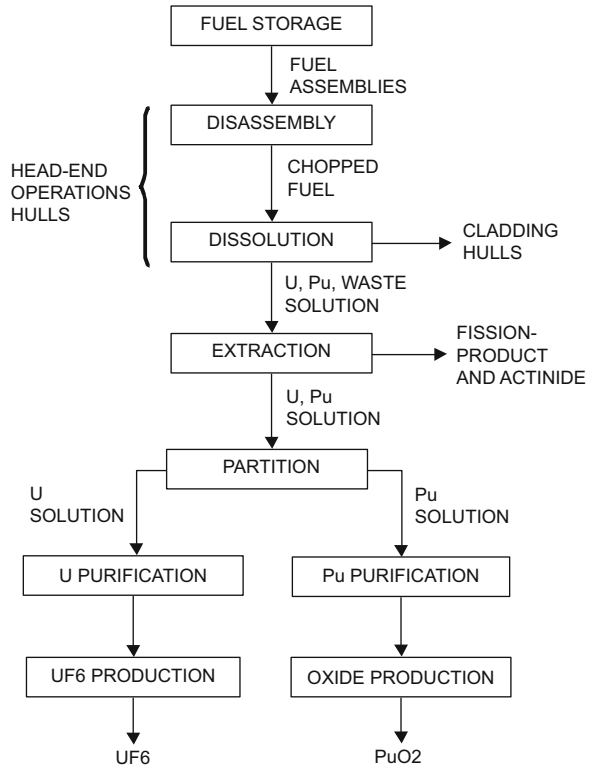 FUEL STORAGE
FUEL
ASSEMBLIES
DISASSEMBLY
HEAD-END
OPERATIONS
HULLS
CHOPPED
FUEL
DISSOLUTION
CLADDING
HULLS
U, Pu, WASTE
SOLUTION
EXTRACTION
FISSION-
PRODUCT
AND ACTINIDE
U, Pu
SOLUTION
PARTITION
U
SOLUTION
Pu
SOLUTION
U PURIFICATION
Pu PURIFICATION
UF6 PRODUCTION
OXIDE PRODUCTION
UF6
PuO2